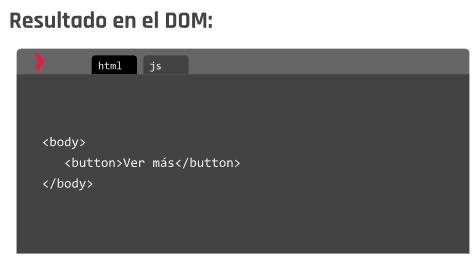 Resultado en el DOM:
html js
<body>
<button>Ver más</button>
</body>